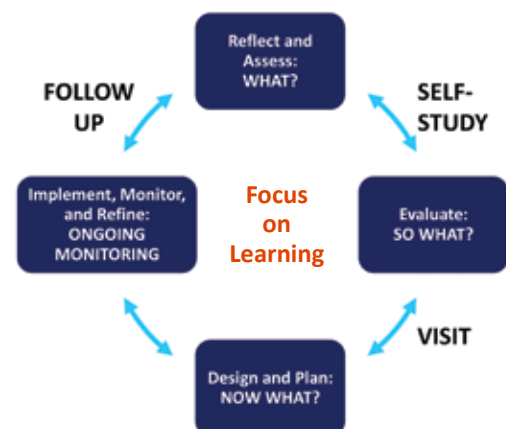 Reflect and
Assess:
WHAT?
FOLLOW
UP
SELF-
STUDY
Implement, Monitor,
and Refine:
ONGOING
MONITORING
Focus
on
Learning
Evaluate:
SO WHAT?
VISIT
Design and Plan:
NOW WHAT?